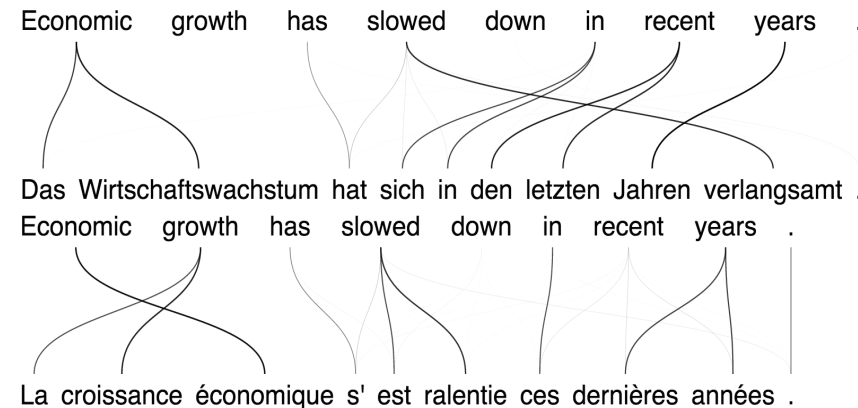 Economic growth has slowed down in recent years .
Das Wirtschaftswachstum hat sich in den letzten Jahren verlangsamt .
Economic growth has slowed down in recent years .
La croissance économique s' est ralentie ces dernières années .